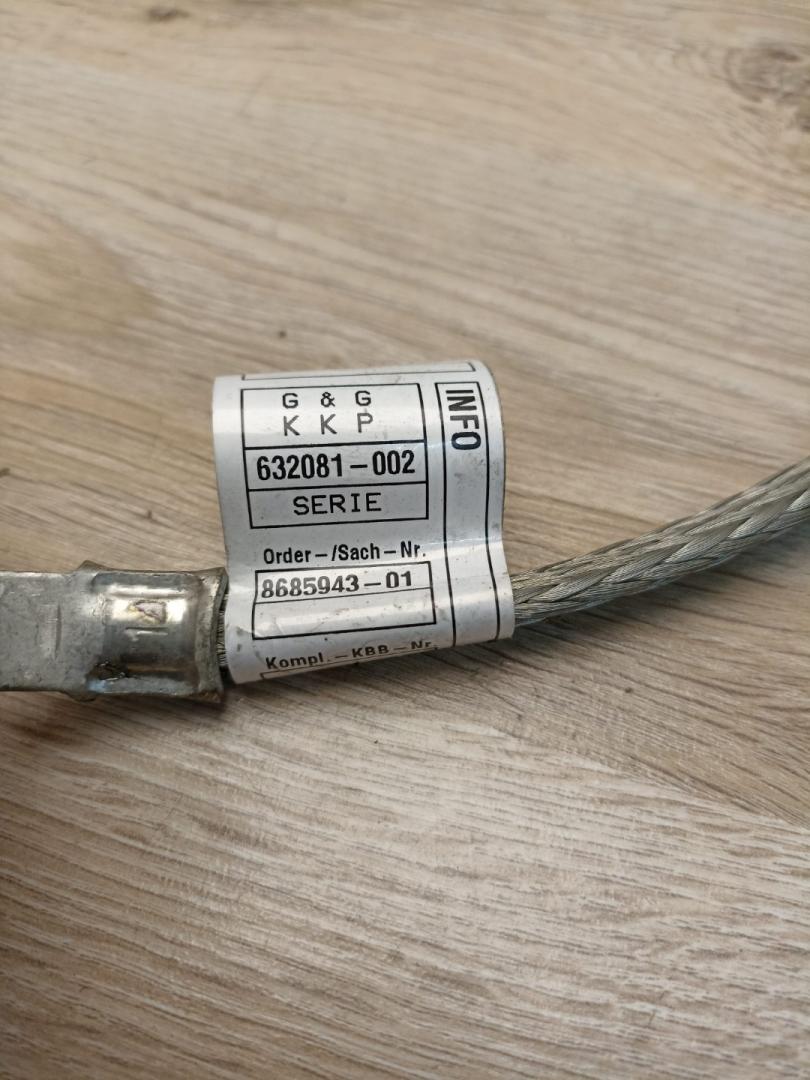 G & G
K K P
632081-002
SERIE
INFO
Order-/Sach-Nr.
8685943-01
Kompl.-KBB-Nr.